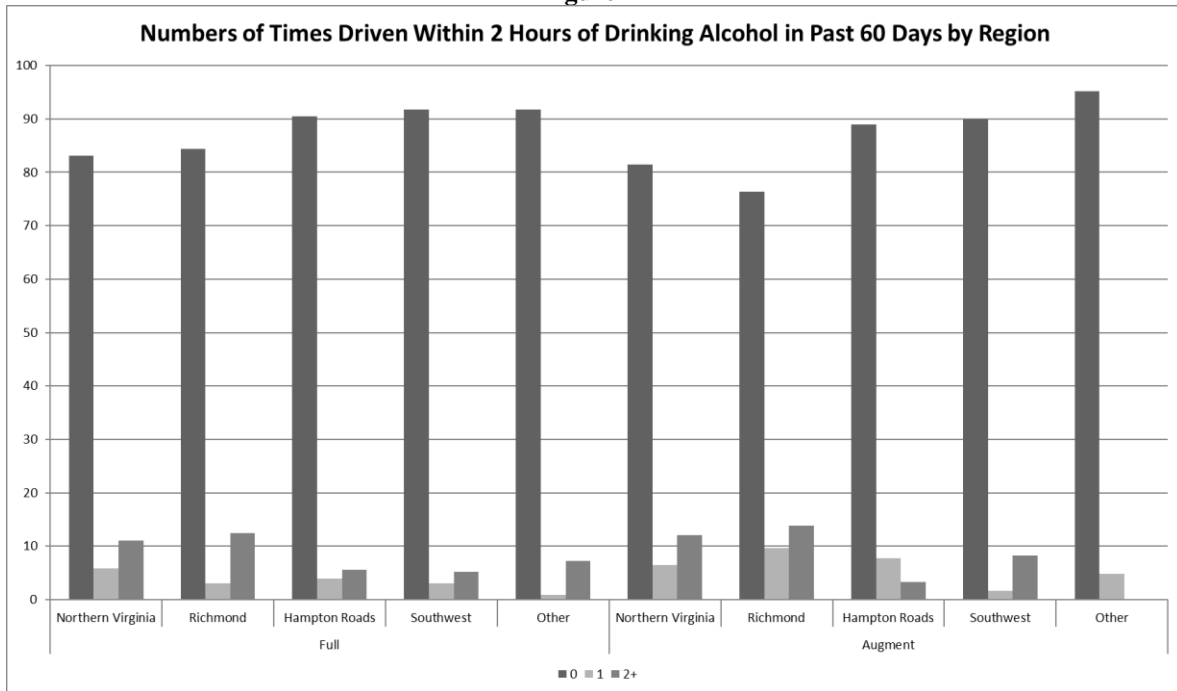 Numbers of Times Driven Within 2 Hours of Drinking Alcohol in Past 60 Days by Region
100
90
80
70
60
50
40
30
20
10
0
Northern Virginia Richmond Hampton Roads Southwest Other Northern Virginia Richmond Hampton Roads Southwest Other
Full Augment
0 1 2+